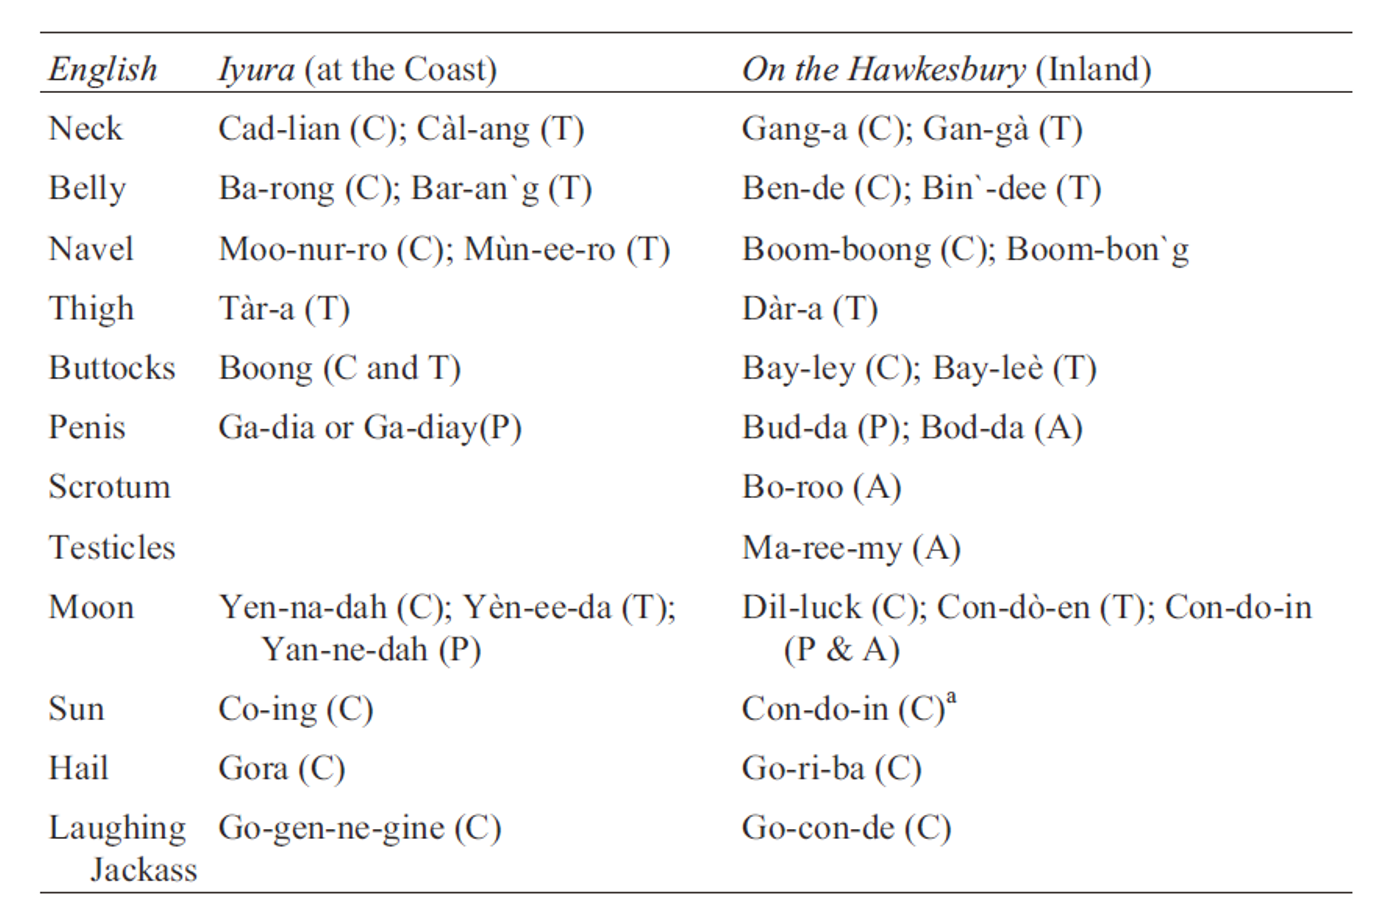 English Iyura (at the Coast) On the Hawkesbury (Inland)
Neck Cad-lian (C); Càl-ang (T) Gang-a (C); Gan-gà (T)
Belly Ba-rong (C); Bar-an`g (T) Ben-de (C); Bin`-dee (T)
Navel Moo-nur-ro (C); Mùn-ee-ro (T) Boom-boong (C); Boom-bon`g
Thigh Tàr-a (T) Dàr-a (T)
Buttocks Boong (C and T) Bay-ley (C); Bay-leè (T)
Penis Ga-dia or Ga-diay(P) Bud-da (P); Bod-da (A)
Scrotum Bo-roo (A)
Testicles Ma-ree-my (A)
Moon Yen-na-dah (C); Yèn-ee-da (T); Dil-luck (C); Con-dò-en (T); Con-do-in
Yan-ne-dah (P) (P & A)
Sun Co-ing (C) Con-do-in (C)ᵃ
Hail Gora (C) Go-ri-ba (C)
Laughing Go-gen-ne-gine (C) Go-con-de (C)
Jackass